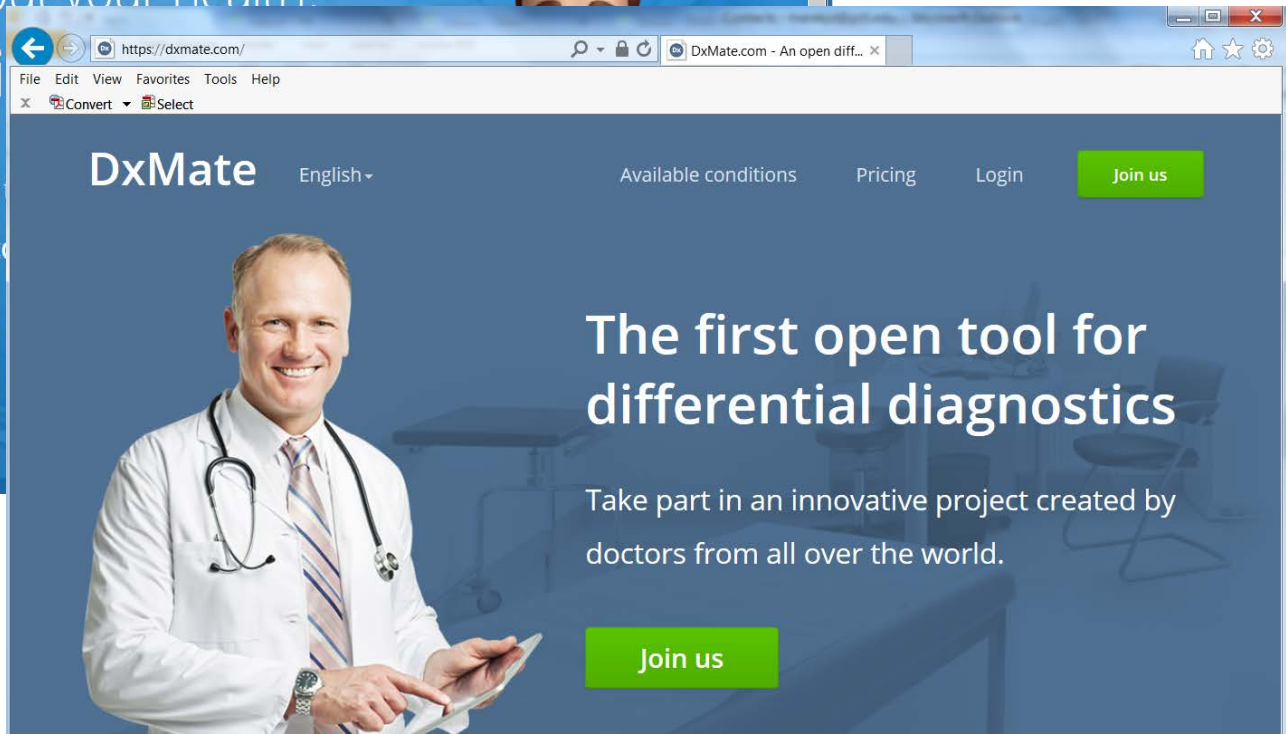 your Health.
https://dxmate.com/
DxMate.com - An open diff...
File Edit View Favorites Tools Help
x Convert Select
DxMate English Available conditions Pricing Login Join us
The first open tool for
differential diagnostics
Take part in an innovative project created by
doctors from all over the world.
Join us